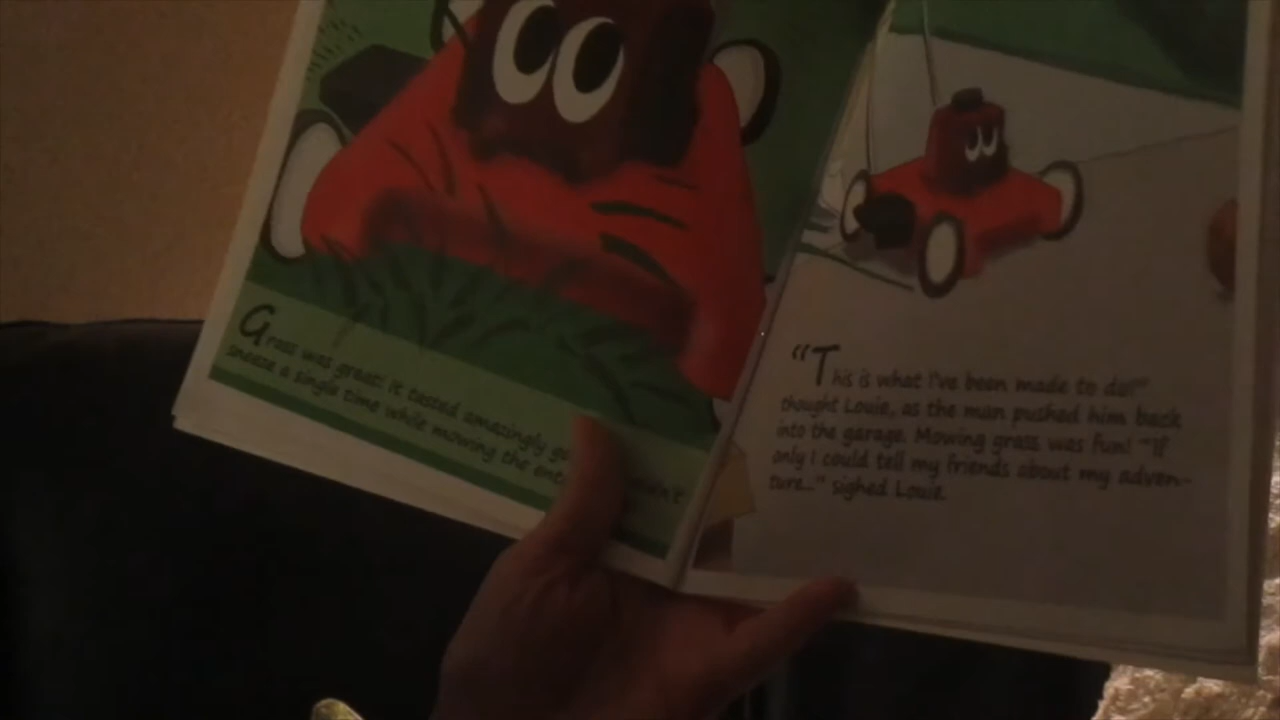 Grass was great! It tasted amazingly
sneeze a single time while mowing the
"This is what I've been made to do!"
thought Louie, as the man pushed him back
into the garage. Mowing grass was fun! "If
only I could tell my friends about my adven-
ture..." sighed Louie.